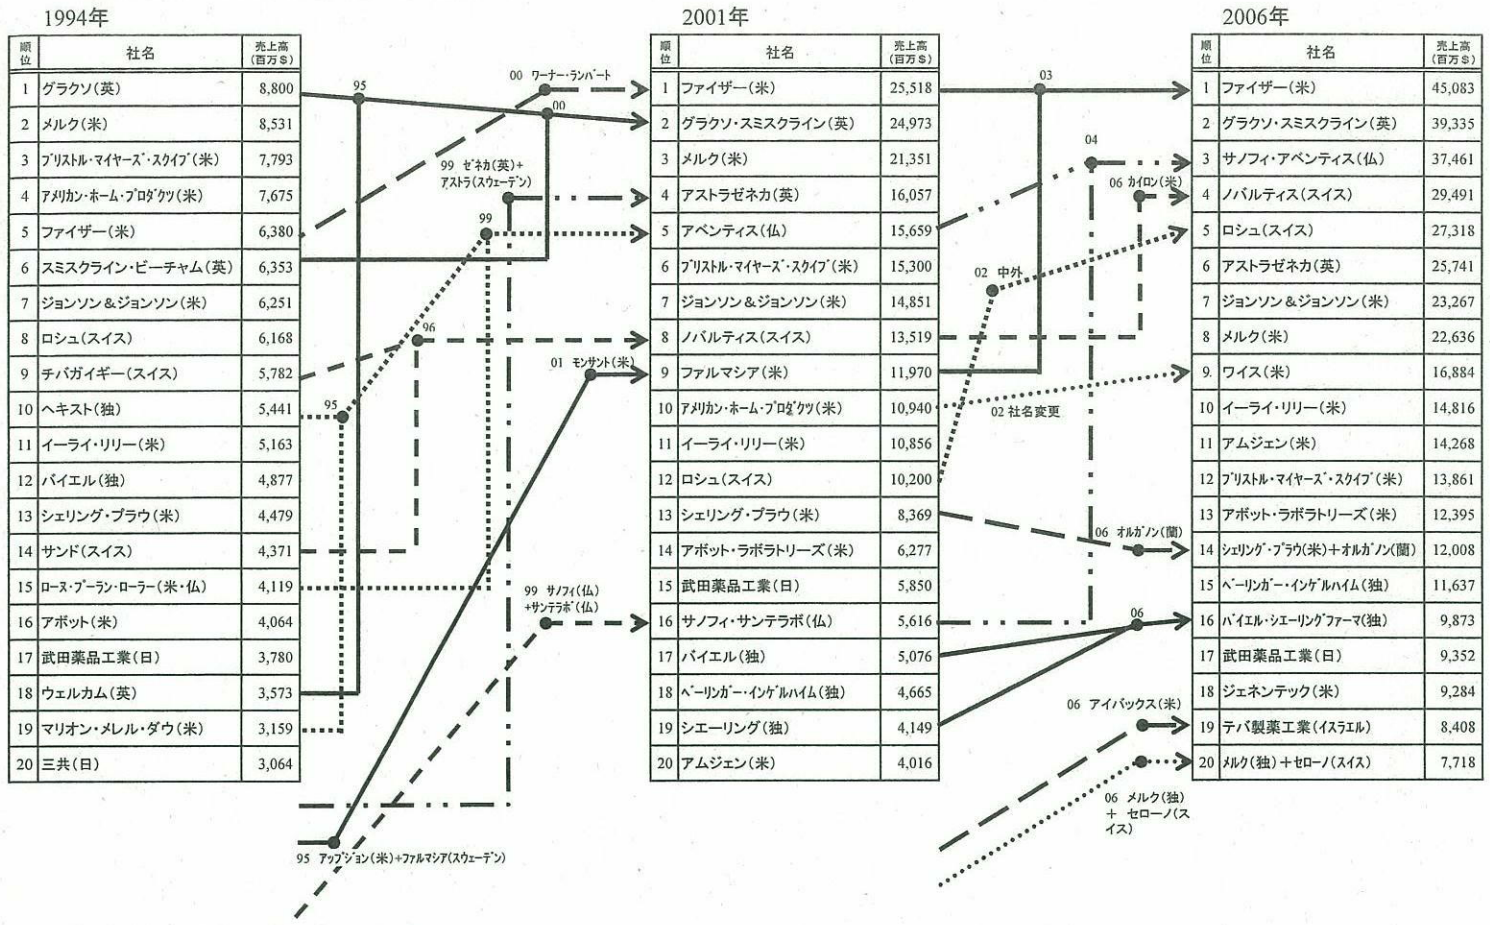 1994年
順位 社名 売上高(百万$)
1 グラクソ(英) 8,800
2 メルク(米) 8,531
3 ブリストル・マイヤーズ・スクイブ(米) 7,793
4 アメリカン・ホーム・プロダクツ(米) 7,675
5 ファイザー(米) 6,380
6 スミスクライン・ビーチャム(英) 6,353
7 ジョンソン&ジョンソン(米) 6,251
8 ロシュ(スイス) 6,168
9 チバガイギー(スイス) 5,782
10 ヘキスト(独) 5,441
11 イーライ・リリー(米) 5,163
12 バイエル(独) 4,877
13 シェリング・プラウ(米) 4,479
14 サンド(スイス) 4,371
15 ローヌ・プーラン・ローラー(米・仏) 4,119
16 アボット(米) 4,064
17 武田薬品工業(日) 3,780
18 ウェルカム(英) 3,573
19 マリオン・メレル・ダウ(米) 3,159
20 三共(日) 3,064
95
00 ワーナー・ランバート
00
99 ゼネカ(英)+
アストラ(スウェーデン)
99
96
95
01 モンサント(米)
99 サノフィ(仏)
+サンテラボ(仏)
95 アップジョン(米)+ファルマシア(スウェーデン)
2001年
順位 社名 売上高(百万$)
1 ファイザー(米) 25,518
2 グラクソ・スミスクライン(英) 24,973
3 メルク(米) 21,351
4 アストラゼネカ(英) 16,057
5 アベンティス(仏) 15,659
6 ブリストル・マイヤーズ・スクイブ(米) 15,300
7 ジョンソン&ジョンソン(米) 14,851
8 ノバルティス(スイス) 13,519
9 ファルマシア(米) 11,970
10 アメリカン・ホーム・プロダクツ(米) 10,940
11 イーライ・リリー(米) 10,856
12 ロシュ(スイス) 10,200
13 シェリング・プラウ(米) 8,369
14 アボット・ラボラトリーズ(米) 6,277
15 武田薬品工業(日) 5,850
16 サノフィ・サンテラボ(仏) 5,616
17 バイエル(独) 5,076
18 ベーリンガー・インゲルハイム(独) 4,665
19 シエーリング(独) 4,149
20 アムジェン(米) 4,016
03
04
06 カイロン(米)
02 中外
02 社名変更
06 オルガノン(蘭)
06
06 アイバックス(米)
06 メルク(独)
+ セローノ(ス
イス)
2006年
順位 社名 売上高(百万$)
1 ファイザー(米) 45,083
2 グラクソ・スミスクライン(英) 39,335
3 サノフィ・アベンティス(仏) 37,461
4 ノバルティス(スイス) 29,491
5 ロシュ(スイス) 27,318
6 アストラゼネカ(英) 25,741
7 ジョンソン&ジョンソン(米) 23,267
8 メルク(米) 22,636
9. ワイス(米) 16,884
10 イーライ・リリー(米) 14,816
11 アムジェン(米) 14,268
12 ブリストル・マイヤーズ・スクイブ(米) 13,861
13 アボット・ラボラトリーズ(米) 12,395
14 シェリング・プラウ(米)+オルガノン(蘭) 12,008
15 ベーリンガー・インゲルハイム(独) 11,637
16 バイエル・シエーリングファーマ(独) 9,873
17 武田薬品工業(日) 9,352
18 ジェネンテック(米) 9,284
19 テバ製薬工業(イスラエル) 8,408
20 メルク(独)+セローノ(スイス) 7,718